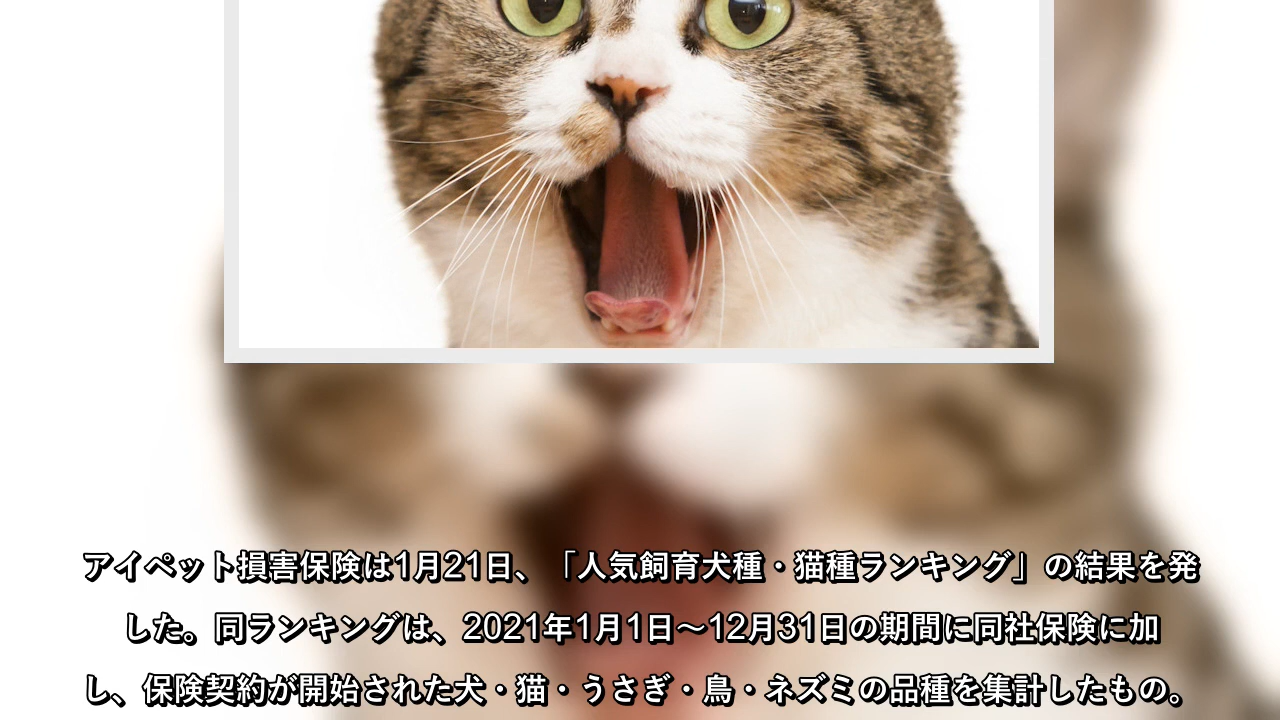 アイペット損害保険は1月21日、「人気飼育犬種・猫種ランキング」の結果を発
した。同ランキングは、2021年1月1日～12月31日の期間に同社保険に加
し、保険契約が開始された犬・猫・うさぎ・鳥・ネズミの品種を集計したもの。